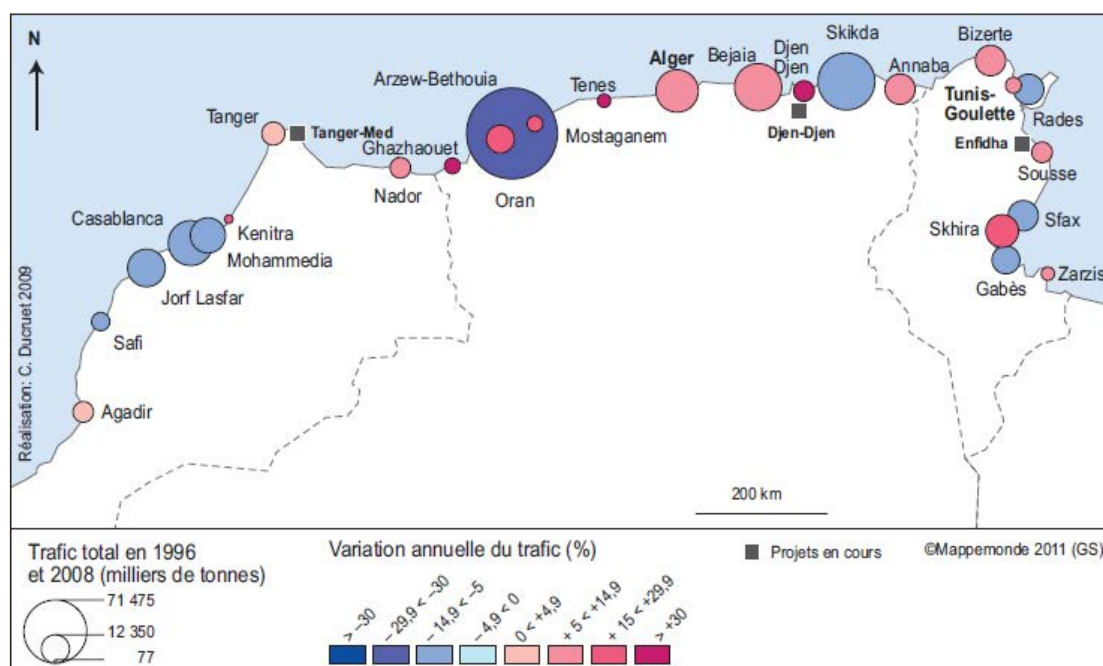 N
Arzew-Bethouia
Tenes
Alger
Bejaia
Djen
Djen
Skikda
Annaba
Bizerte
Tanger
Tanger-Med
Ghazhaouet
Nador
Oran
Mostaganem
Djen-Djen
Tunis-
Goulette
Rades
Enfidha
Sousse
Casablanca
Kenitra
Mohammedia
Jorf Lasfar
Safi
Agadir
Skhira
Sfax
Gabès
Zarzis
200 km
Réalisation: C. Ducruet 2009
Trafic total en 1996
et 2008 (milliers de tonnes)
71 475
12 350
77
Variation annuelle du trafic (%)
> –30
– 29,9 < –30
– 14,9 < –5
– 4,9 < 0
0 < +4,9
+ 5 < +14,9
+ 15 < +29,9
> +30
Projets en cours
©Mappemonde 2011 (GS)